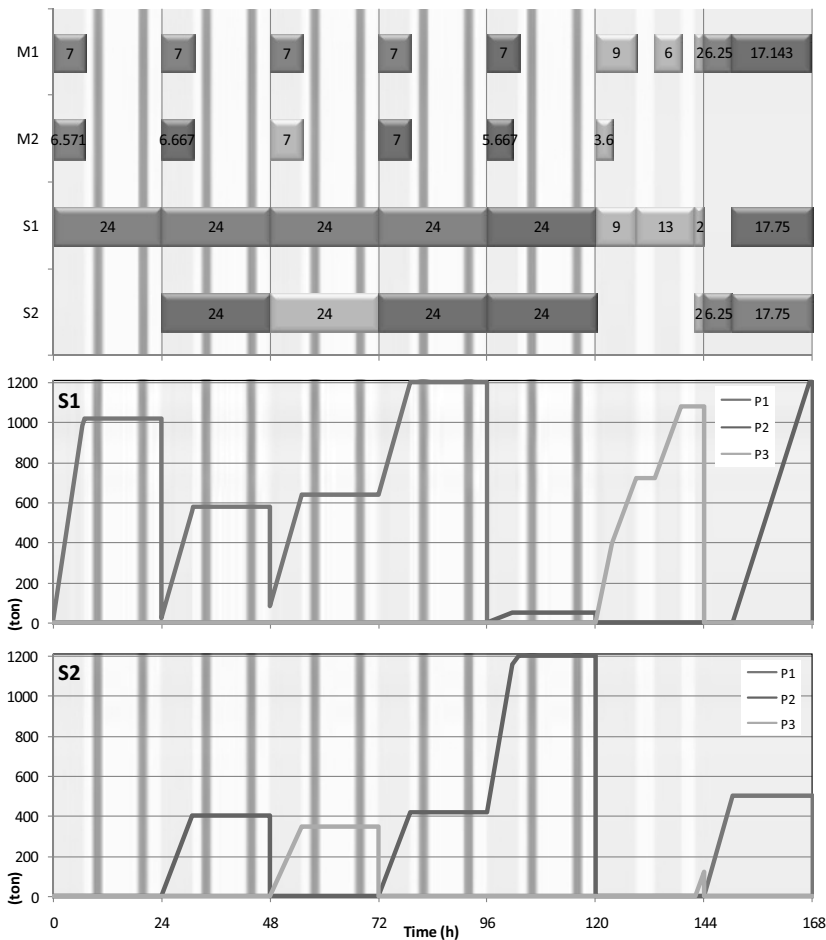 M1 7 7 7 7 7 9 6 2 6.25 17.143
M2 6.571 6.667 7 7 5.667 3.6
S1 24 24 24 24 24 9 13 2 17.75
S2 24 24 24 24 2 6.25 17.75
1200 S1
1000
800
600
400
200
0
(ton)
P1
P2
P3
1200 S2
1000
800
600
400
200
0
(ton)
P1
P2
P3
0 24 48 72 96 120 144 168
Time (h)